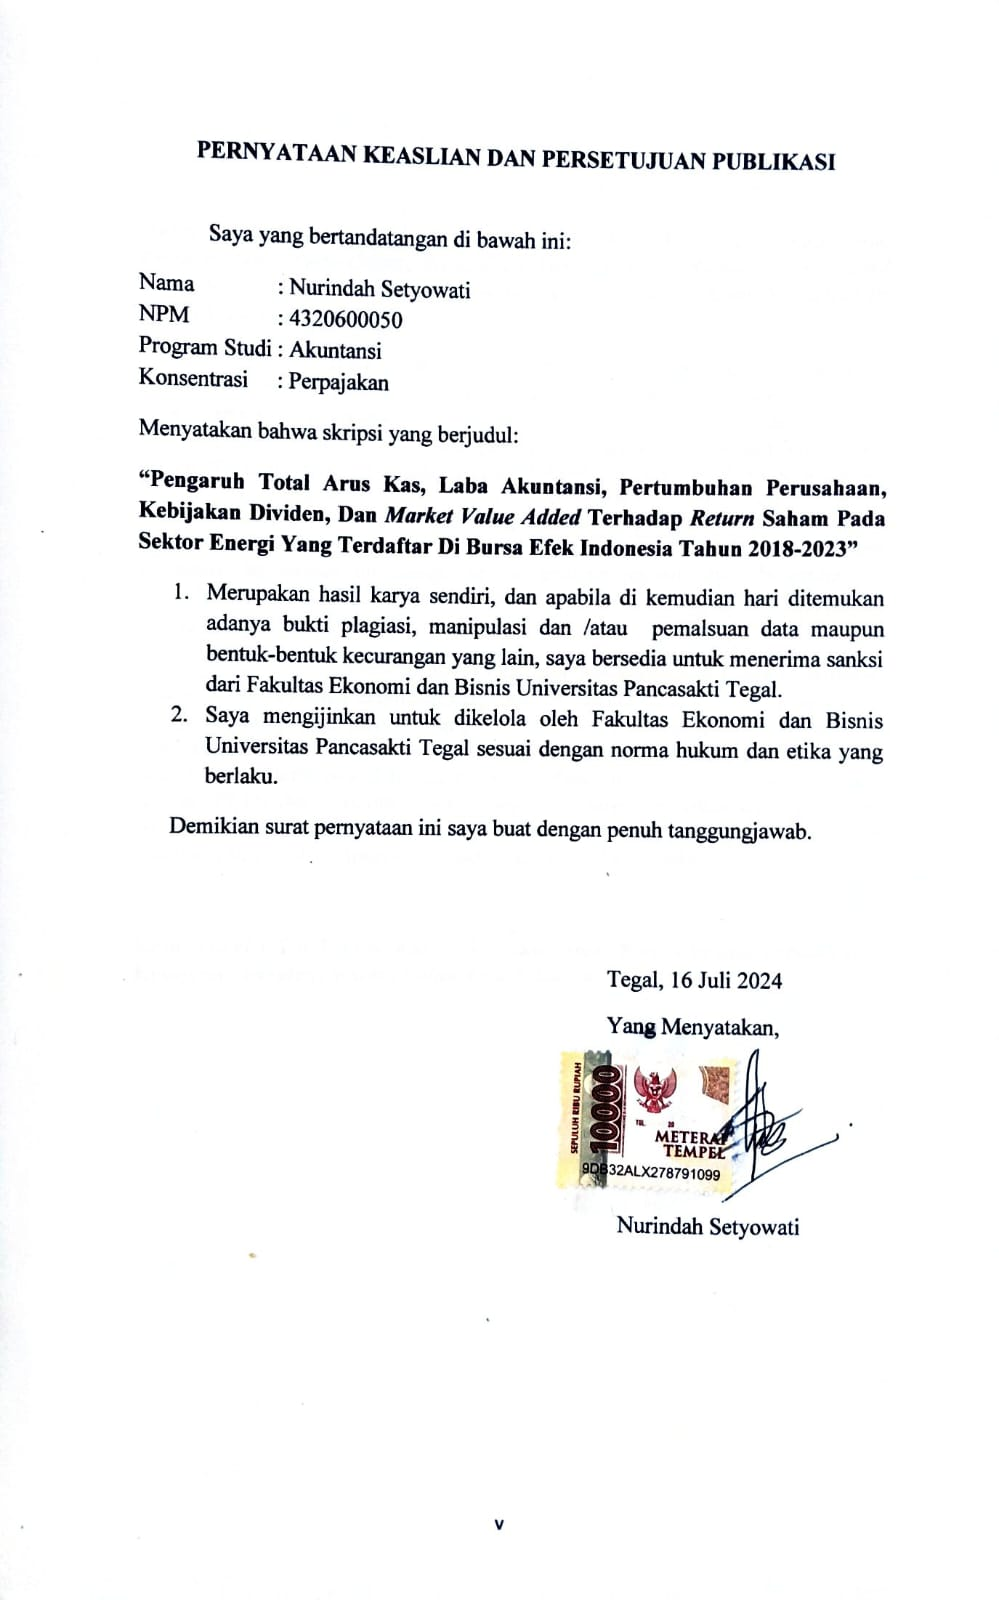 PERNYATAAN KEASLIAN DAN PERSETUJUAN PUBLIKASI
Saya yang bertandatangan di bawah ini:
Nama : Nurindah Setyowati
NPM : 4320600050
Program Studi : Akuntansi
Konsentrasi : Perpajakan
Menyatakan bahwa skripsi yang berjudul:
“Pengaruh Total Arus Kas, Laba Akuntansi, Pertumbuhan Perusahaan,
Kebijakan Dividen, Dan Market Value Added Terhadap Return Saham Pada
Sektor Energi Yang Terdaftar Di Bursa Efek Indonesia Tahun 2018-2023”
1. Merupakan hasil karya sendiri, dan apabila di kemudian hari ditemukan
adanya bukti plagiasi, manipulasi dan /atau pemalsuan data maupun
bentuk-bentuk kecurangan yang lain, saya bersedia untuk menerima sanksi
dari Fakultas Ekonomi dan Bisnis Universitas Pancasakti Tegal.
2. Saya mengijinkan untuk dikelola oleh Fakultas Ekonomi dan Bisnis
Universitas Pancasakti Tegal sesuai dengan norma hukum dan etika yang
berlaku.
Demikian surat pernyataan ini saya buat dengan penuh tanggungjawab.
Tegal, 16 Juli 2024
Yang Menyatakan,
SEPULUH RIBU RUPIAH
10000
TGL. 20
METERAI
TEMPEL
9DB32ALX278791099
Nurindah Setyowati
v